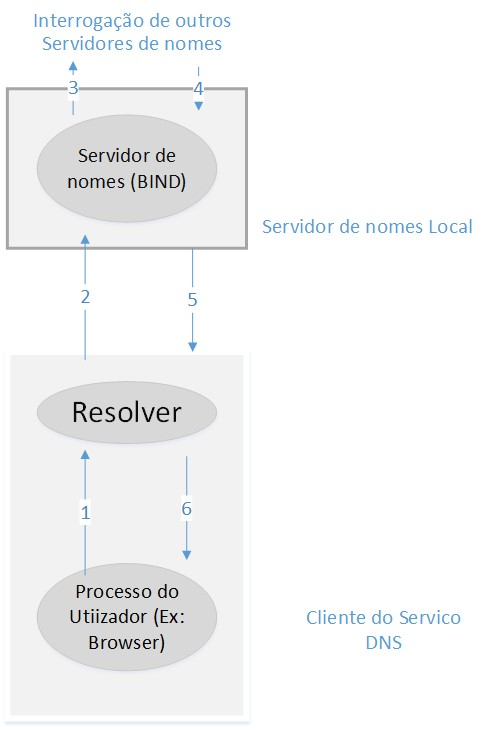 Interrogação de outros
Servidores de nomes
3
4
Servidor de
nomes (BIND)
Servidor de nomes Local
2
5
Resolver
1
6
Processo do
Utiizador (Ex:
Browser)
Cliente do Servico
DNS